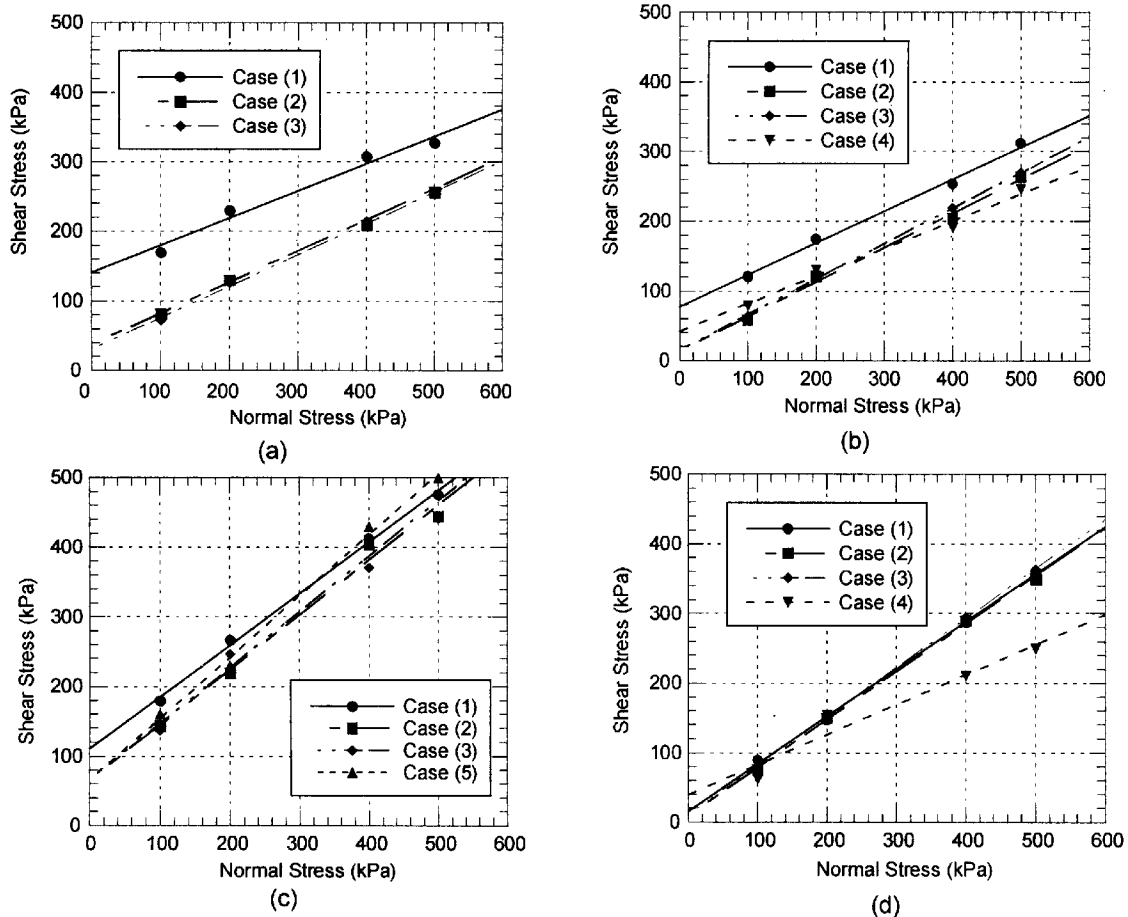 500
400
300
200
100
0
Shear Stress (kPa)
Case (1)
Case (2)
Case (3)
0 100 200 300 400 500 600
Normal Stress (kPa)
(a)
500
400
300
200
100
0
Shear Stress (kPa)
Case (1)
Case (2)
Case (3)
Case (4)
0 100 200 300 400 500 600
Normal Stress (kPa)
(b)
500
400
300
200
100
0
Shear Stress (kPa)
Case (1)
Case (2)
Case (3)
Case (5)
0 100 200 300 400 500 600
Normal Stress (kPa)
(c)
500
400
300
200
100
0
Shear Stress (kPa)
Case (1)
Case (2)
Case (3)
Case (4)
0 100 200 300 400 500 600
Normal Stress (kPa)
(d)